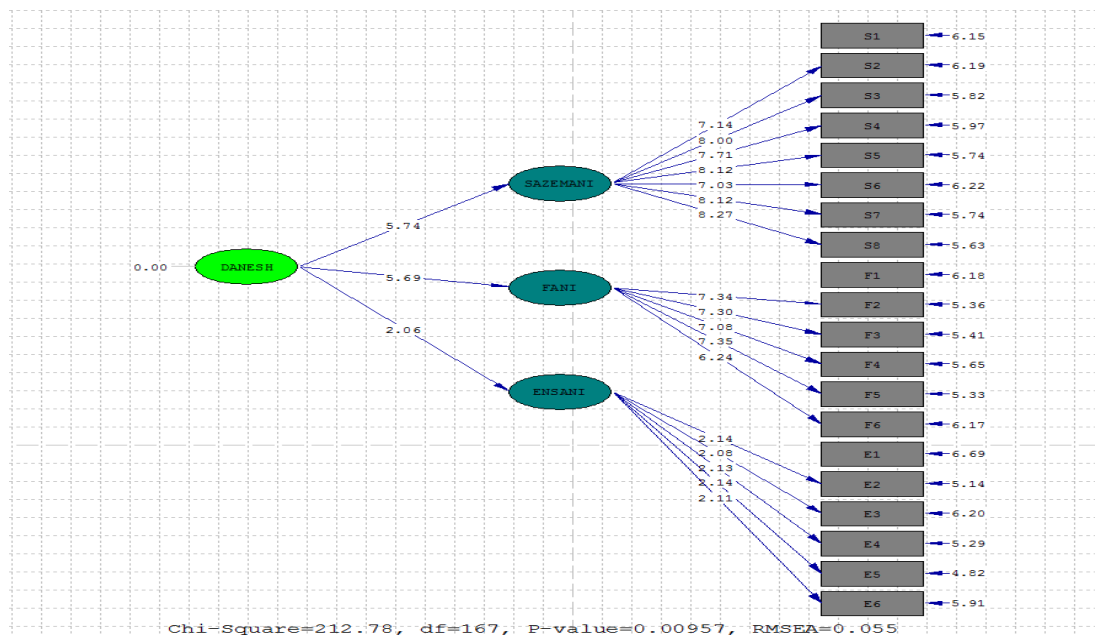 S1 6.15
S2 6.19
S3 5.82
7.14 S4 5.97
8.00
7.71 S5 5.74
8.12
SAZEMANI 7.03 S6 6.22
8.12
8.27 S7 5.74
5.74
S8 5.63
0.00 DANESH
5.69 F1 6.18
FANI 7.34 F2 5.36
7.30
7.08 F3 5.41
2.06 7.35
6.24 F4 5.65
ENSANI F5 5.33
F6 6.17
2.14
2.08 E1 6.69
2.13
2.14 E2 5.14
2.11
E3 6.20
E4 5.29
E5 4.82
E6 5.91
Chi-Square=212.78, df=167, P-value=0.00957, RMSEA=0.055